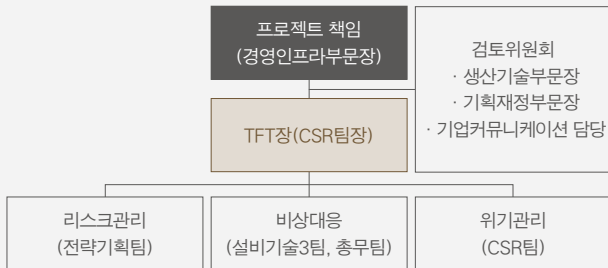 프로젝트 책임
(경영인프라부문장)
검토위원회
· 생산기술부문장
· 기획재정부문장
· 기업커뮤니케이션 담당
TFT장(CSR팀장)
리스크관리
(전략기획팀)
비상대응
(설비기술3팀, 총무팀)
위기관리
(CSR팀)